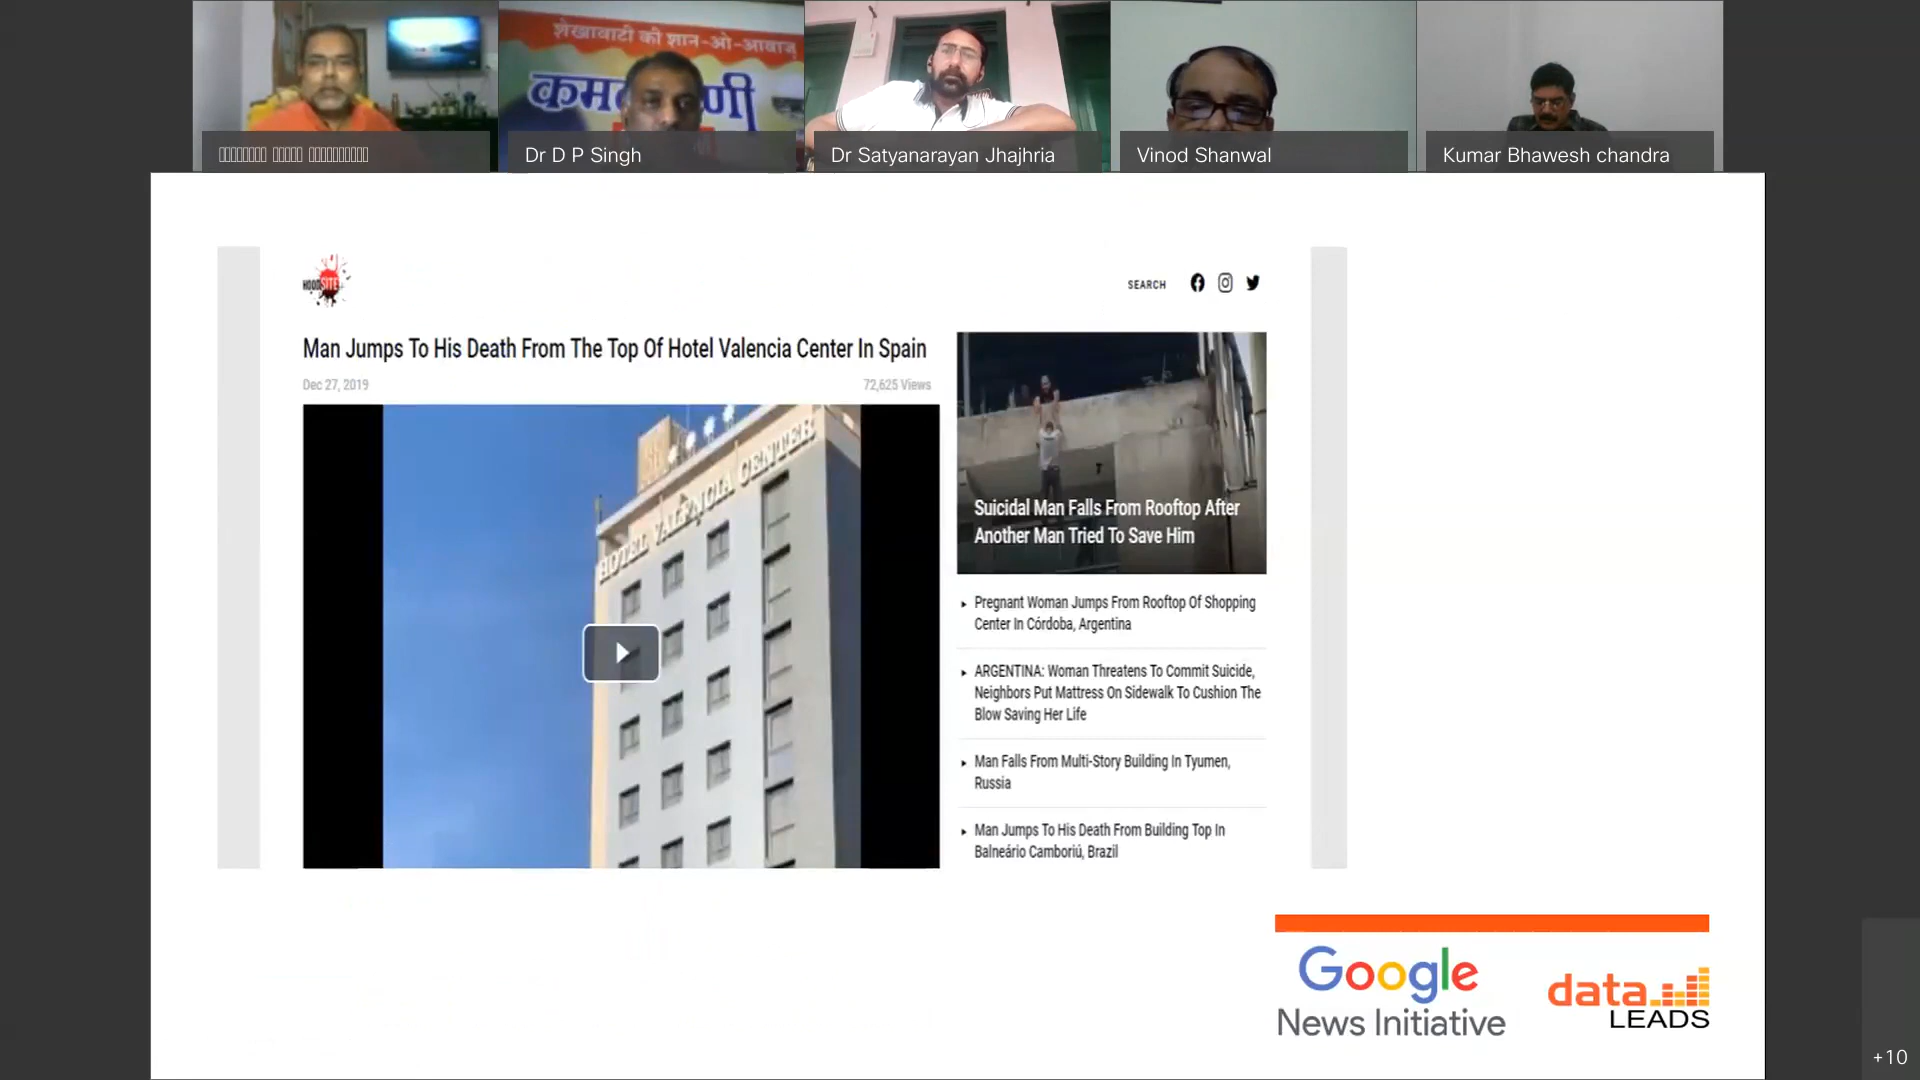 शेखावाटी की शान-ओ-आवाज़
Dr D P Singh
Dr Satyanarayan Jhajhria
Vinod Shanwal
Kumar Bhawesh chandra
HOODSITE
SEARCH
Man Jumps To His Death From The Top Of Hotel Valencia Center In Spain
Dec 27, 2019
72,625 Views
HOTEL VALENCIA CENTER
Suicidal Man Falls From Rooftop After
Another Man Tried To Save Him
Pregnant Woman Jumps From Rooftop Of Shopping
Center In Córdoba, Argentina
ARGENTINA: Woman Threatens To Commit Suicide,
Neighbors Put Mattress On Sidewalk To Cushion The
Blow Saving Her Life
Man Falls From Multi-Story Building In Tyumen,
Russia
Man Jumps To His Death From Building Top In
Balneário Camboriú, Brazil
Google
News Initiative
data
LEADS
+10